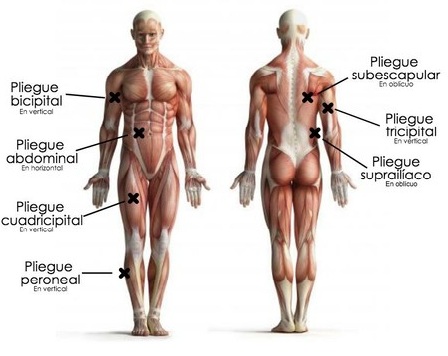 Pliegue
bicipital
En vertical
Pliegue
abdominal
En horizontal
Pliegue
cuadricipital
En vertical
Pliegue
peroneal
En vertical
Pliegue
subescapular
En oblicuo
Pliegue
tricipital
En vertical
Pliegue
suprailíaco
En oblicuo